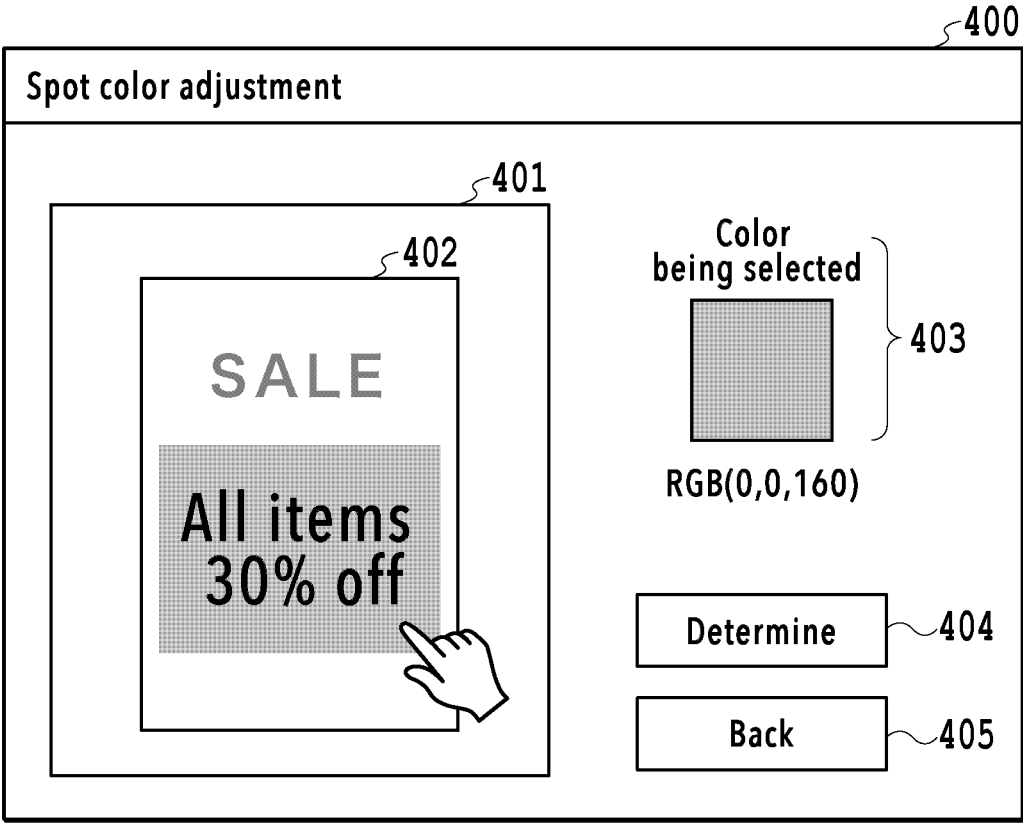 400
Spot color adjustment
401
402
SALE
All items
30% off
Color
being selected
403
RGB(0,0,160)
Determine
404
Back
405